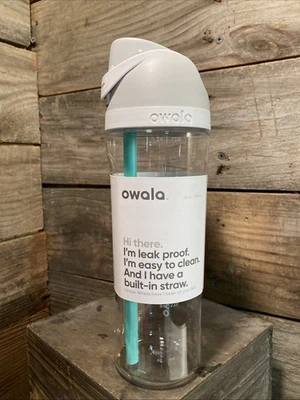 owala
owala
Hi there.
I'm leak proof.
I'm easy to clean.
And I have a
built-in straw.